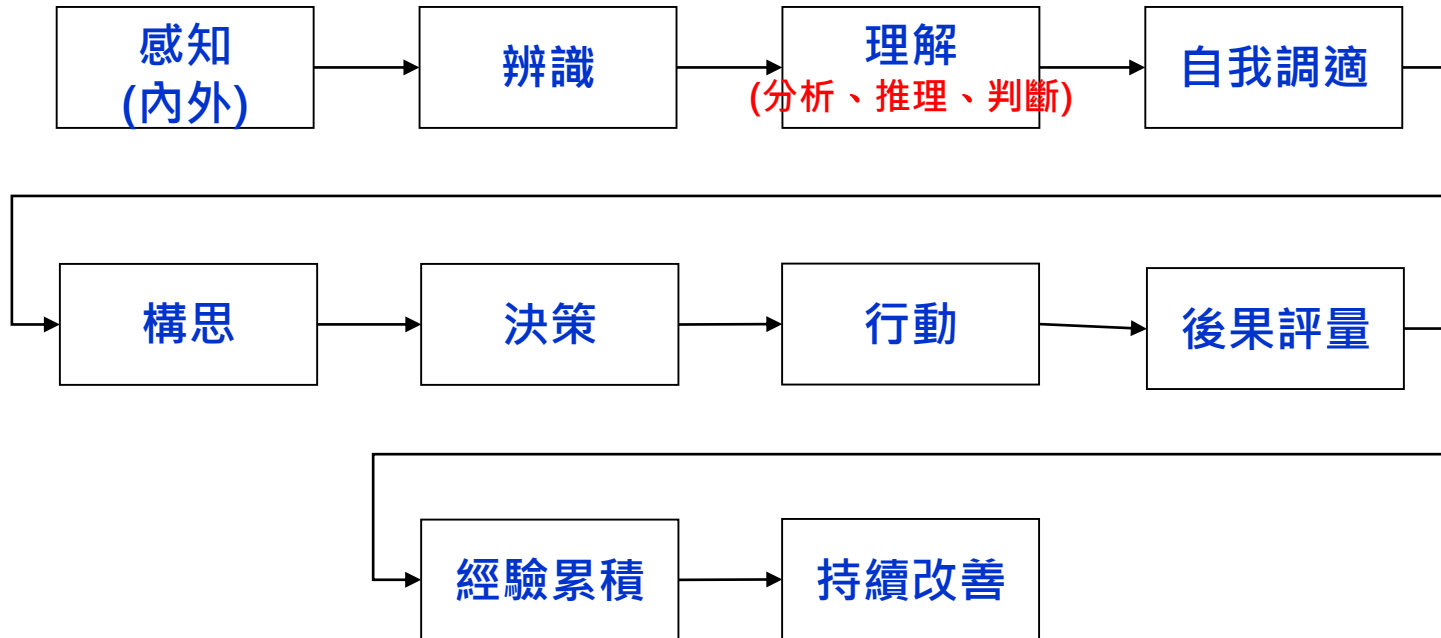 感知
(內外)
辨識
理解
(分析、推理、判斷)
自我調適
構思
決策
行動
後果評量
經驗累積
持續改善